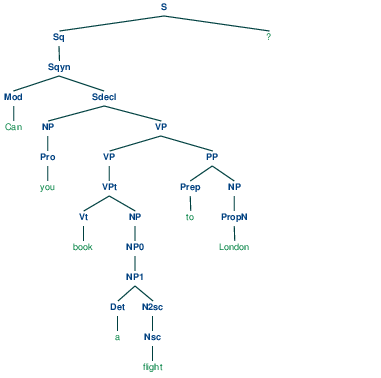 S
Sq ?
Sqyn
Mod Sdecl
Can NP VP
Pro VP PP
you VPt Prep NP
Vt NP to PropN
book NP0 London
NP1
Det N2sc
a Nsc
flight